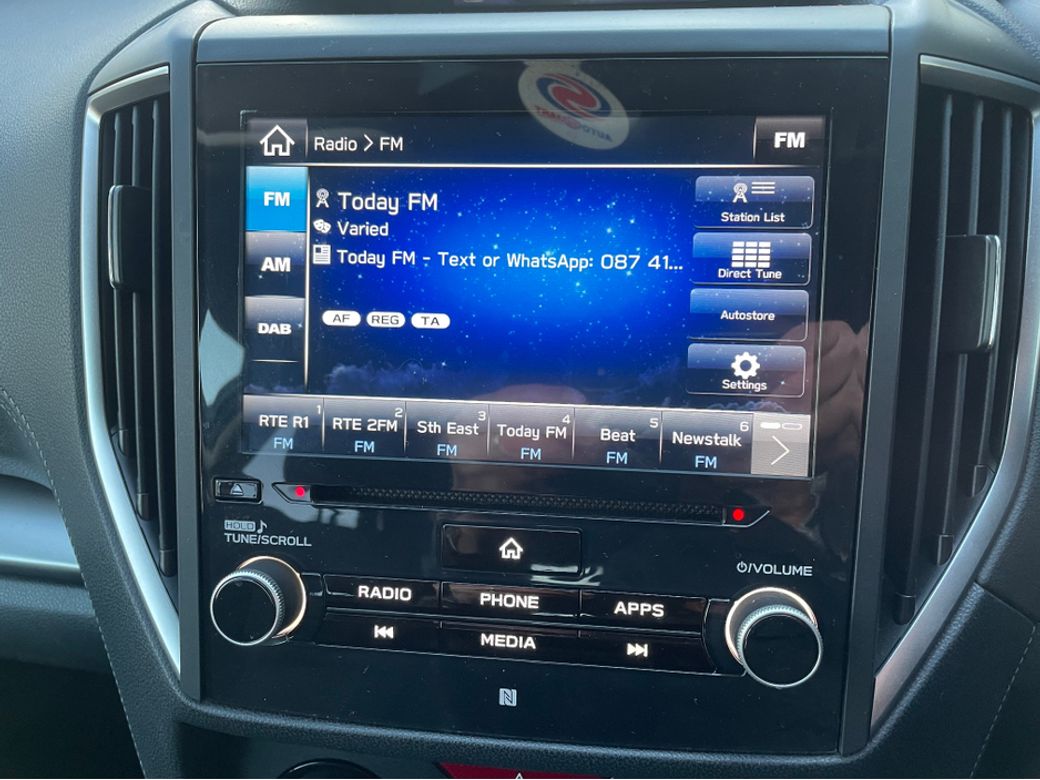 Radio > FM
FM
FM
AM
DAB
Today FM
Varied
Today FM - Text or WhatsApp: 087 41...
AF REG TA
Station List
Direct Tune
Autostore
Settings
1 2 3 4 5 6
RTE R1 RTE 2FM Sth East Today FM Beat Newstalk
FM FM FM FM FM FM
HOLD
TUNE/SCROLL
/VOLUME
RADIO PHONE APPS
MEDIA